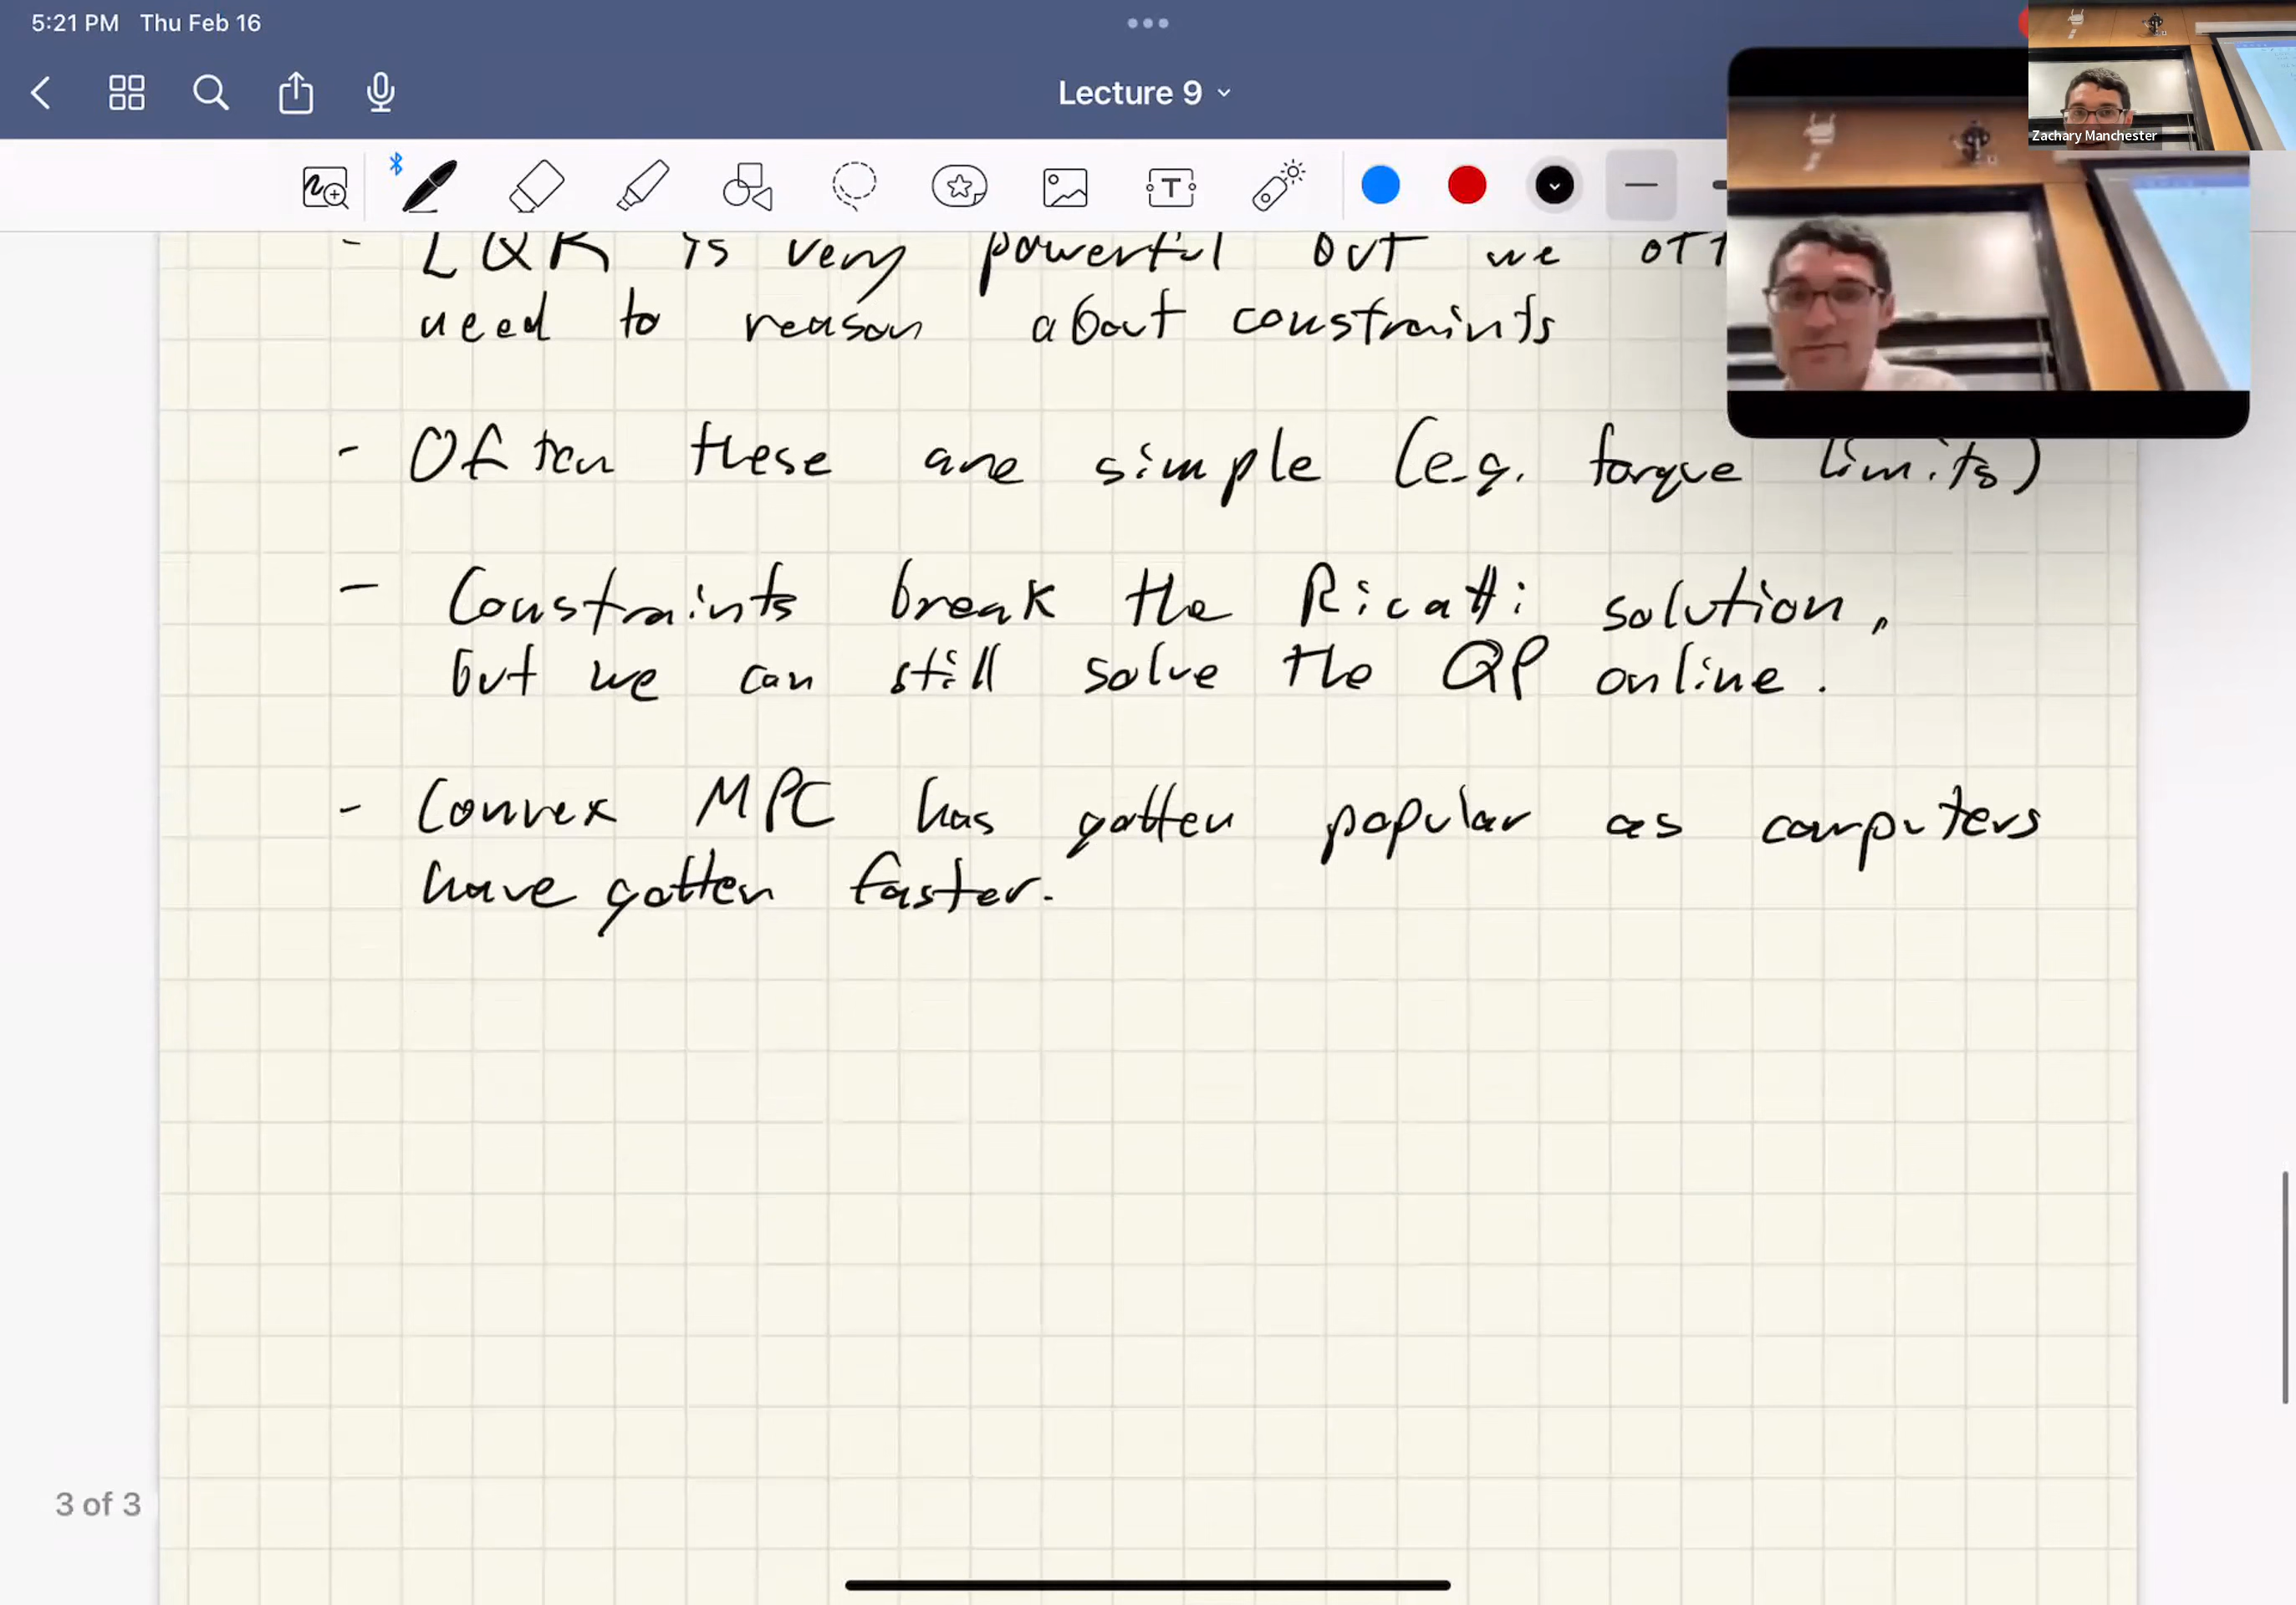 5:21 PM Thu Feb 16
Lecture 9
Zachary Manchester
- LQR is very powerful but we
need to reason about constraints
- Often these are simple (e.g. torque limits)
- Constraints break the Ricatti solution,
but we can still solve the QP online.
- Convex MPC has gotten popular as computers
have gotten faster.
3 of 3